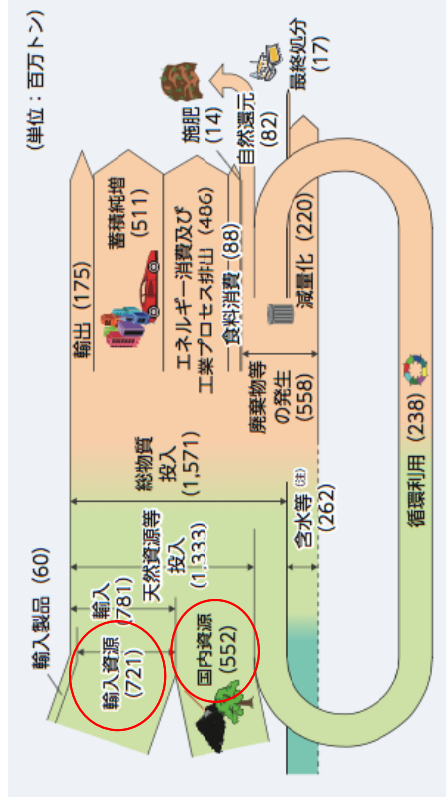 (単位：百万トン)
輸入製品 (60)
輸入資源
(721)
輸入
(781)
国内資源
(552)
天然資源等
投入
(1,333)
総物質
投入
(1,571)
含水等(注)
(262)
輸出 (175)
蓄積純増
(511)
エネルギー消費及び
工業プロセス排出 (486)
食料消費 (88)
施肥
(14)
自然還元
(82)
廃棄物等
の発生
(558)
減量化 (220)
最終処分
(17)
循環利用 (238)